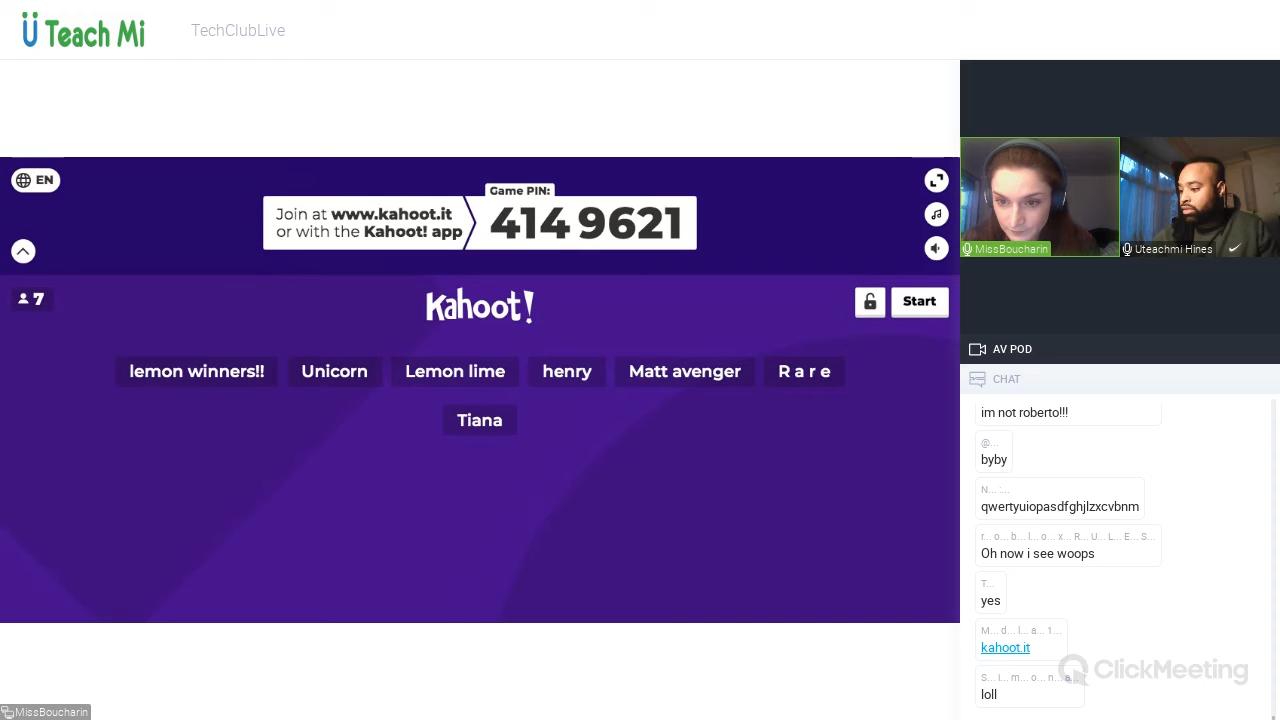 Ü Teach Mi
TechClubLive
EN
Game PIN:
Join at www.kahoot.it
or with the Kahoot! app
414 9621
7
Kahoot!
Start
lemon winners!! Unicorn Lemon lime henry Matt avenger R a r e
Tiana
MissBoucharin
MissBoucharin
Uteachmi Hines
AV POD
CHAT
im not roberto!!!
@...
byby
N... :...
qwertyuiopasdfghjlzxcvbnm
r... o... b... l... o... x... R... U... L... E... S...
Oh now i see woops
T...
yes
M... d... l... a... 1...
kahoot.it
S... i... m... o... n... a...
loll
ClickMeeting